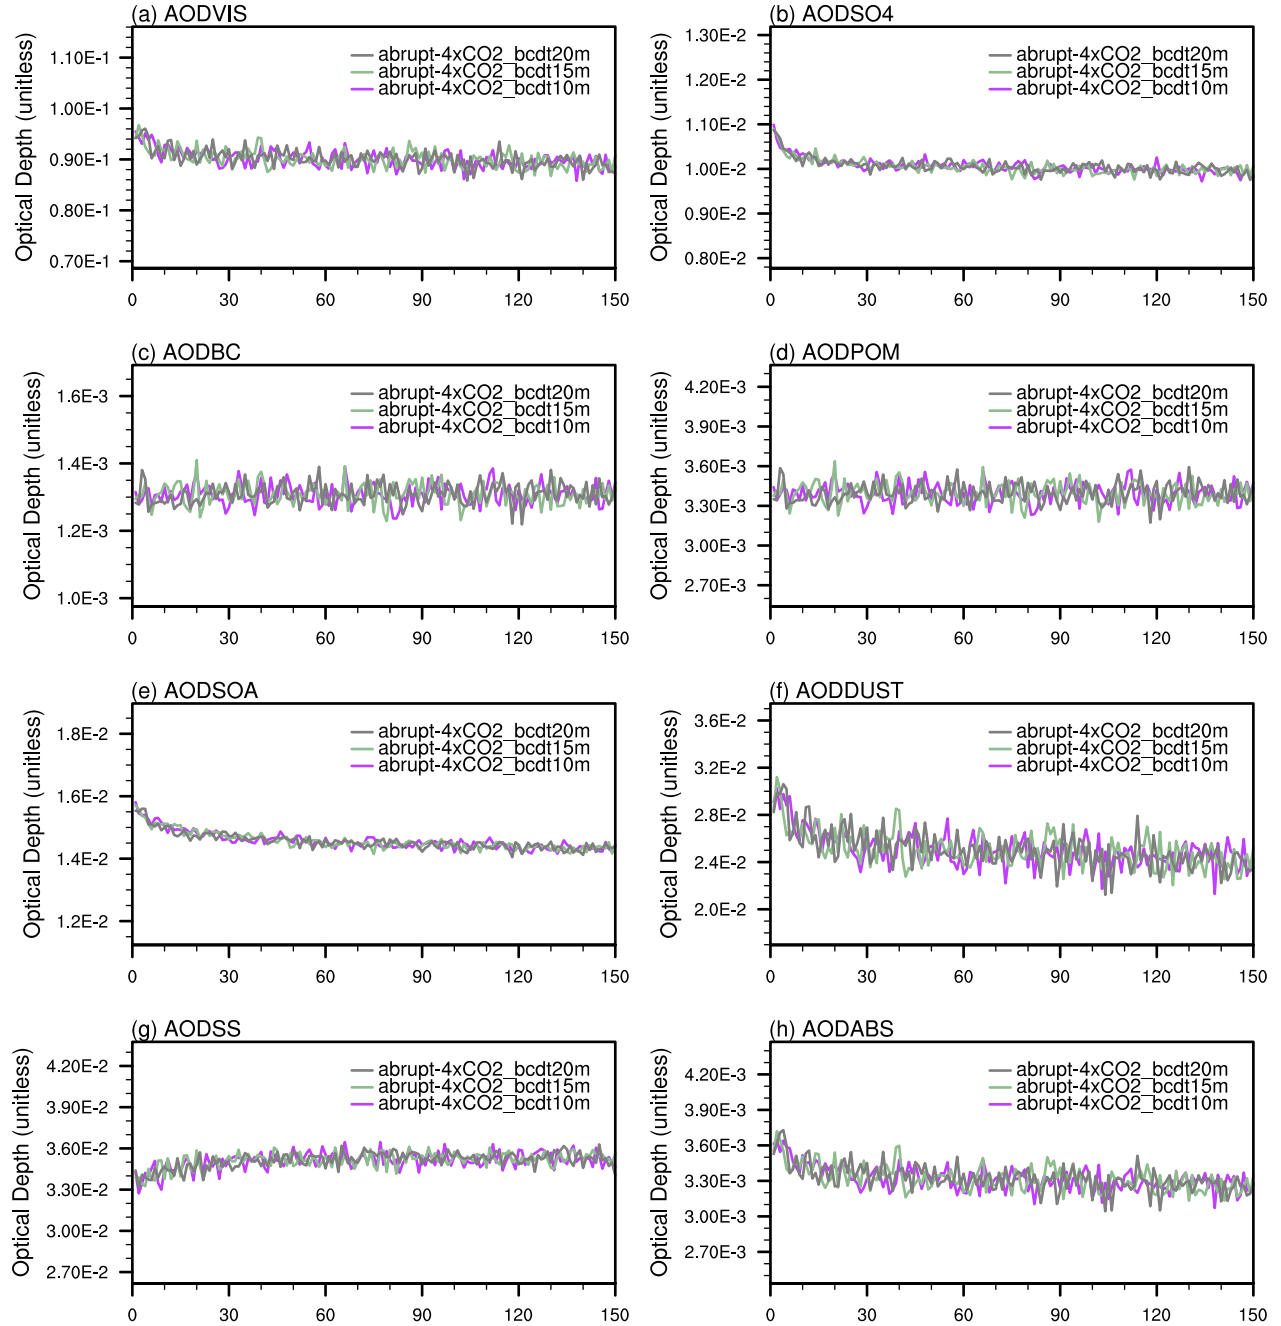 (a) AODVIS
Optical Depth (unitless)
1.10E-1
1.00E-1
0.90E-1
0.80E-1
0.70E-1
abrupt-4xCO2_bcdt20m
abrupt-4xCO2_bcdt15m
abrupt-4xCO2_bcdt10m
0 30 60 90 120 150
(b) AODSO4
Optical Depth (unitless)
1.30E-2
1.20E-2
1.10E-2
1.00E-2
0.90E-2
0.80E-2
abrupt-4xCO2_bcdt20m
abrupt-4xCO2_bcdt15m
abrupt-4xCO2_bcdt10m
0 30 60 90 120 150
(c) AODBC
Optical Depth (unitless)
1.6E-3
1.4E-3
1.2E-3
1.0E-3
abrupt-4xCO2_bcdt20m
abrupt-4xCO2_bcdt15m
abrupt-4xCO2_bcdt10m
0 30 60 90 120 150
(d) AODPOM
Optical Depth (unitless)
4.20E-3
3.90E-3
3.60E-3
3.30E-3
3.00E-3
2.70E-3
abrupt-4xCO2_bcdt20m
abrupt-4xCO2_bcdt15m
abrupt-4xCO2_bcdt10m
0 30 60 90 120 150
(e) AODSOA
Optical Depth (unitless)
1.8E-2
1.6E-2
1.4E-2
1.2E-2
abrupt-4xCO2_bcdt20m
abrupt-4xCO2_bcdt15m
abrupt-4xCO2_bcdt10m
0 30 60 90 120 150
(f) AODDUST
Optical Depth (unitless)
3.6E-2
3.2E-2
2.8E-2
2.4E-2
2.0E-2
abrupt-4xCO2_bcdt20m
abrupt-4xCO2_bcdt15m
abrupt-4xCO2_bcdt10m
0 30 60 90 120 150
(g) AODSS
Optical Depth (unitless)
4.20E-2
3.90E-2
3.60E-2
3.30E-2
3.00E-2
2.70E-2
abrupt-4xCO2_bcdt20m
abrupt-4xCO2_bcdt15m
abrupt-4xCO2_bcdt10m
0 30 60 90 120 150
(h) AODABS
Optical Depth (unitless)
4.20E-3
3.90E-3
3.60E-3
3.30E-3
3.00E-3
2.70E-3
abrupt-4xCO2_bcdt20m
abrupt-4xCO2_bcdt15m
abrupt-4xCO2_bcdt10m
0 30 60 90 120 150